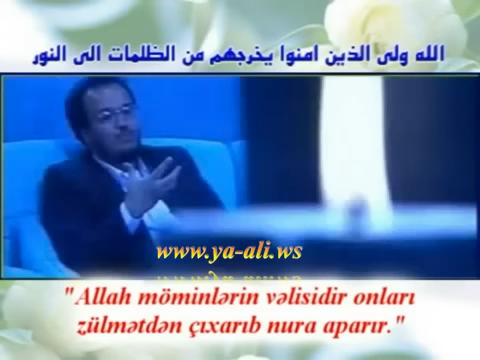 الله ولى الذين امنوا يخرجهم من الظلمات الى النور
www.ya-ali.ws
"Allah möminlərin vəlisidir onları
zülmətdən çıxarıb nura aparır."